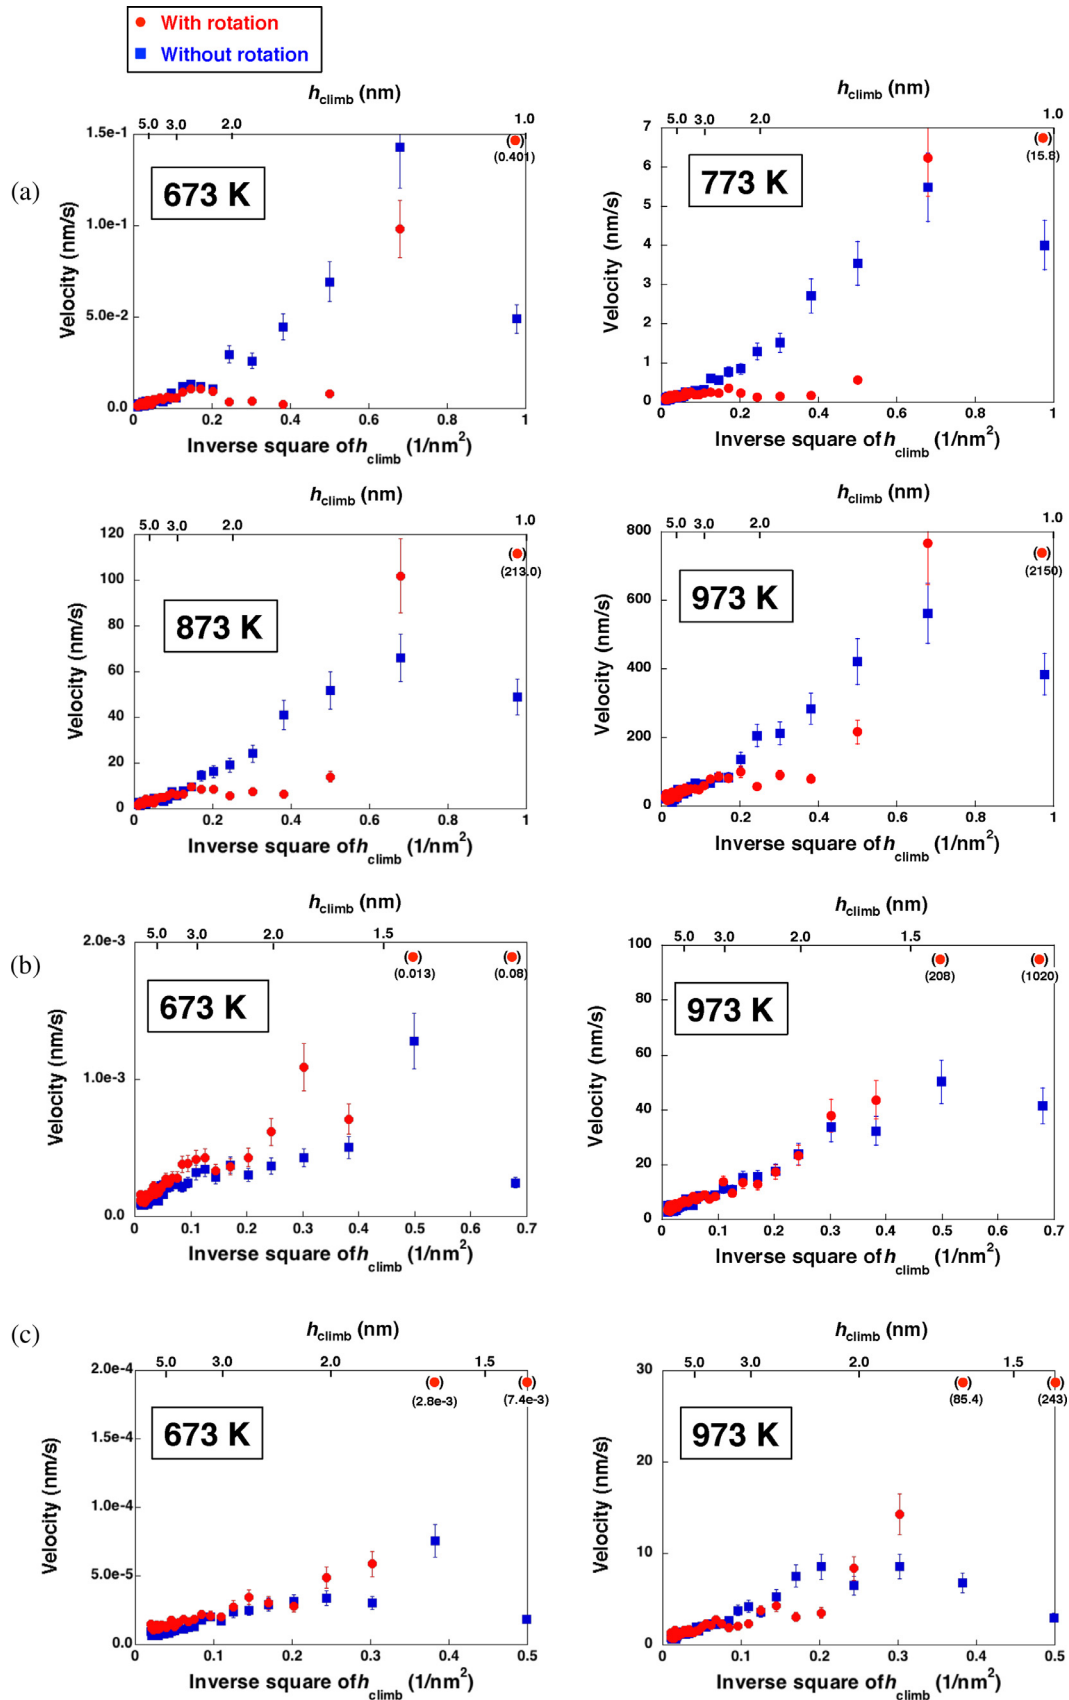 With rotation
Without rotation
(a)
h climb (nm)
5.0 3.0 2.0 1.0
1.5e-1
1.0e-1
5.0e-2
0.0
Velocity (nm/s)
673 K
(0.401)
0 0.2 0.4 0.6 0.8 1
Inverse square of h climb (1/nm²)
h climb (nm)
5.0 3.0 2.0 1.0
7
6
5
4
3
2
1
0
Velocity (nm/s)
773 K
(15.8)
0 0.2 0.4 0.6 0.8 1
Inverse square of h climb (1/nm²)
h climb (nm)
5.0 3.0 2.0 1.0
120
100
80
60
40
20
0
Velocity (nm/s)
873 K
(213.0)
0 0.2 0.4 0.6 0.8 1
Inverse square of h climb (1/nm²)
h climb (nm)
5.0 3.0 2.0 1.0
800
600
400
200
0
Velocity (nm/s)
973 K
(2150)
0 0.2 0.4 0.6 0.8 1
Inverse square of h climb (1/nm²)
(b)
h climb (nm)
5.0 3.0 2.0 1.5
2.0e-3
1.0e-3
0.0
Velocity (nm/s)
673 K
(0.013) (0.08)
0 0.1 0.2 0.3 0.4 0.5 0.6 0.7
Inverse square of h climb (1/nm²)
h climb (nm)
5.0 3.0 2.0 1.5
100
80
60
40
20
0
Velocity (nm/s)
973 K
(208) (1020)
0 0.1 0.2 0.3 0.4 0.5 0.6 0.7
Inverse square of h climb (1/nm²)
(c)
h climb (nm)
5.0 3.0 2.0 1.5
2.0e-4
1.5e-4
1.0e-4
5.0e-5
0.0
Velocity (nm/s)
673 K
(2.8e-3) (7.4e-3)
0 0.1 0.2 0.3 0.4 0.5
Inverse square of h climb (1/nm²)
h climb (nm)
5.0 3.0 2.0 1.5
30
20
10
0
Velocity (nm/s)
973 K
(85.4) (243)
0 0.1 0.2 0.3 0.4 0.5
Inverse square of h climb (1/nm²)